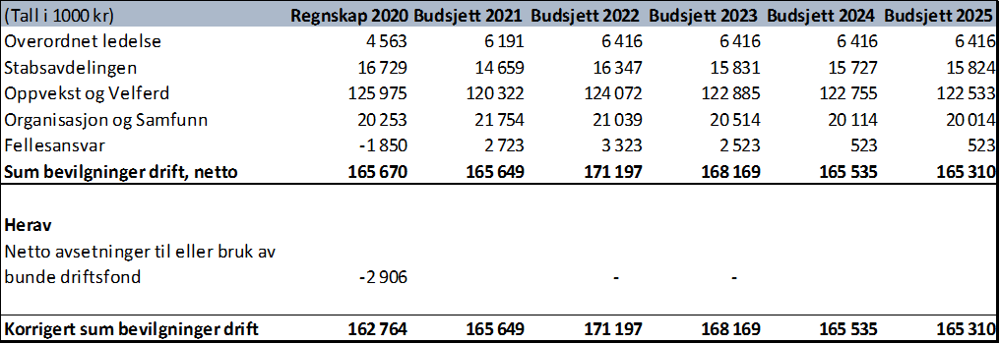 (Tall i 1000 kr) Regnskap 2020 Budsjett 2021 Budsjett 2022 Budsjett 2023 Budsjett 2024 Budsjett 2025
Overordnet ledelse 4 563 6 191 6 416 6 416 6 416 6 416
Stabsavdelingen 16 729 14 659 16 347 15 831 15 727 15 824
Oppvekst og Velferd 125 975 120 322 124 072 122 885 122 755 122 533
Organisasjon og Samfunn 20 253 21 754 21 039 20 514 20 114 20 014
Fellesansvar -1 850 2 723 3 323 2 523 523 523
Sum bevilgninger drift, netto 165 670 165 649 171 197 168 169 165 535 165 310
Herav
Netto avsetninger til eller bruk av
bunde driftsfond -2 906 - -
Korrigert sum bevilgninger drift 162 764 165 649 171 197 168 169 165 535 165 310